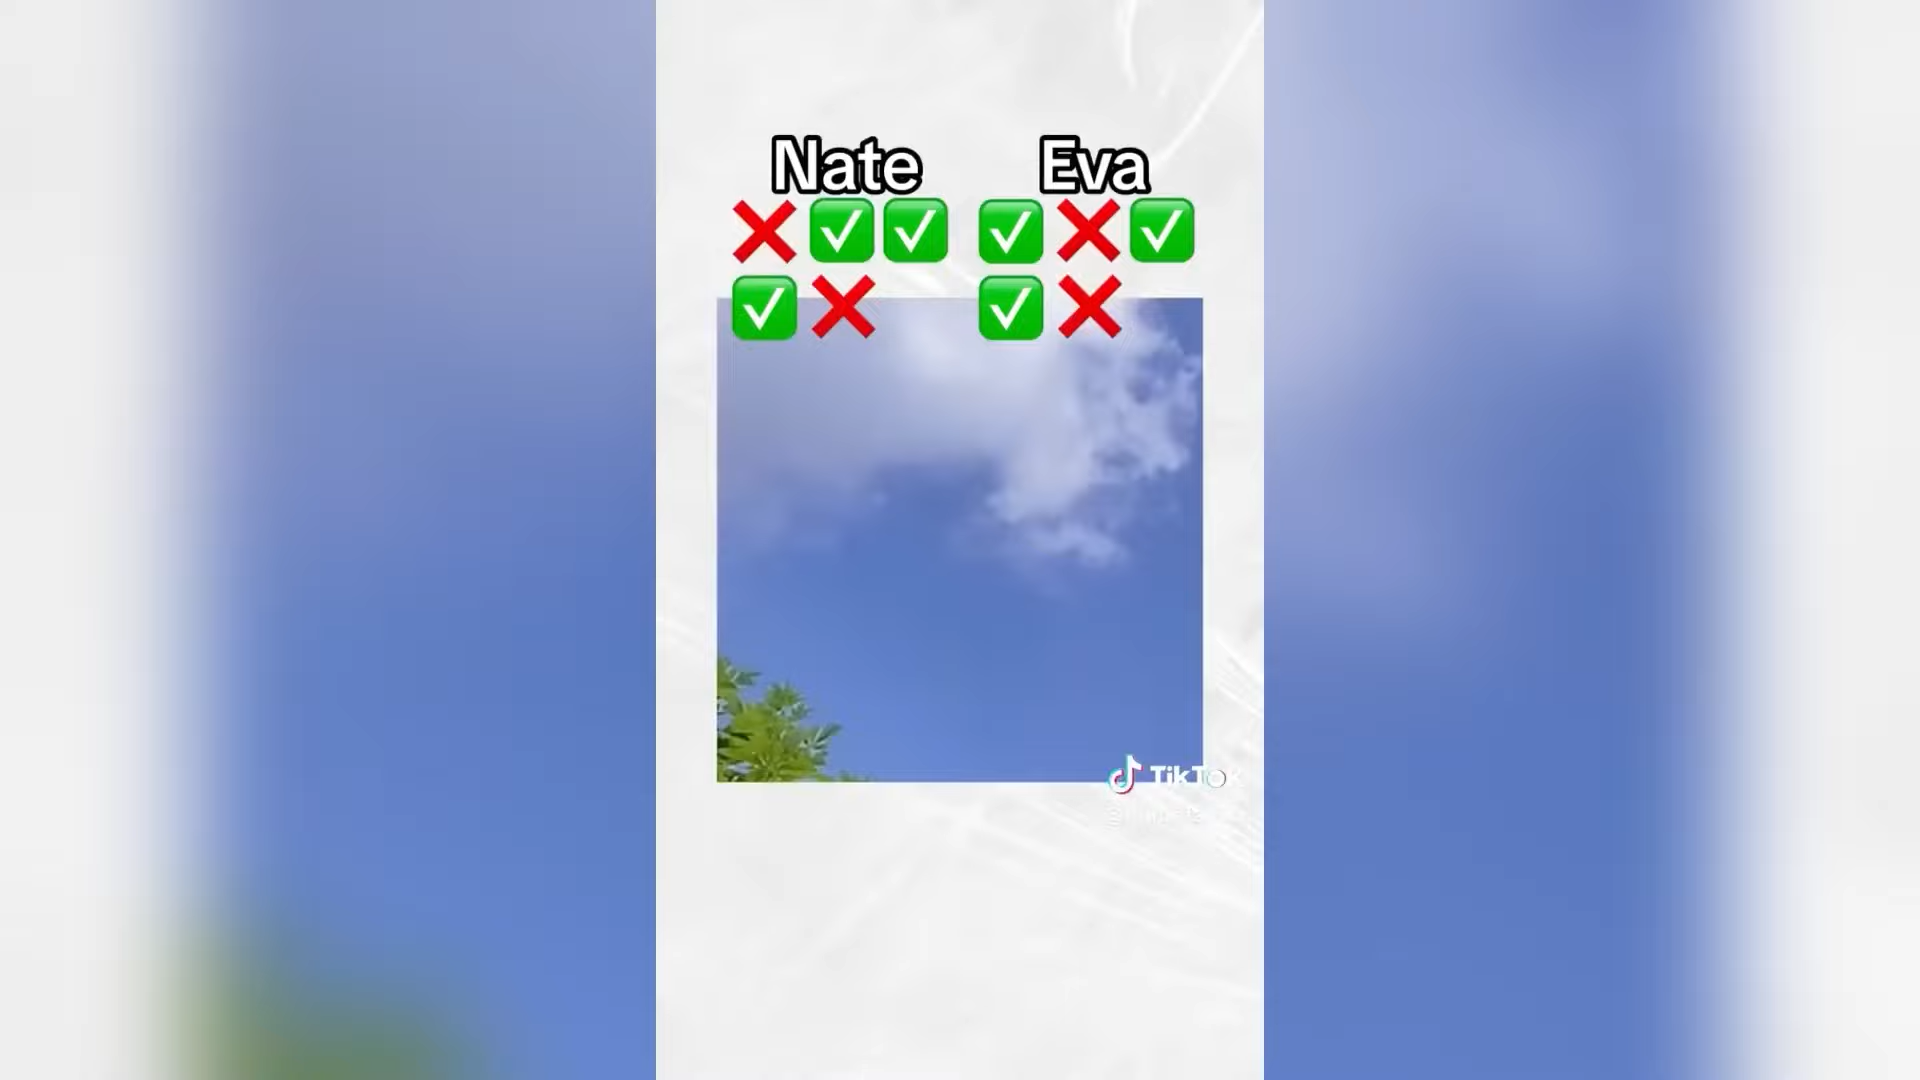 Nate Eva
❌✅✅ ✅❌✅
✅❌ ✅❌
TikTok